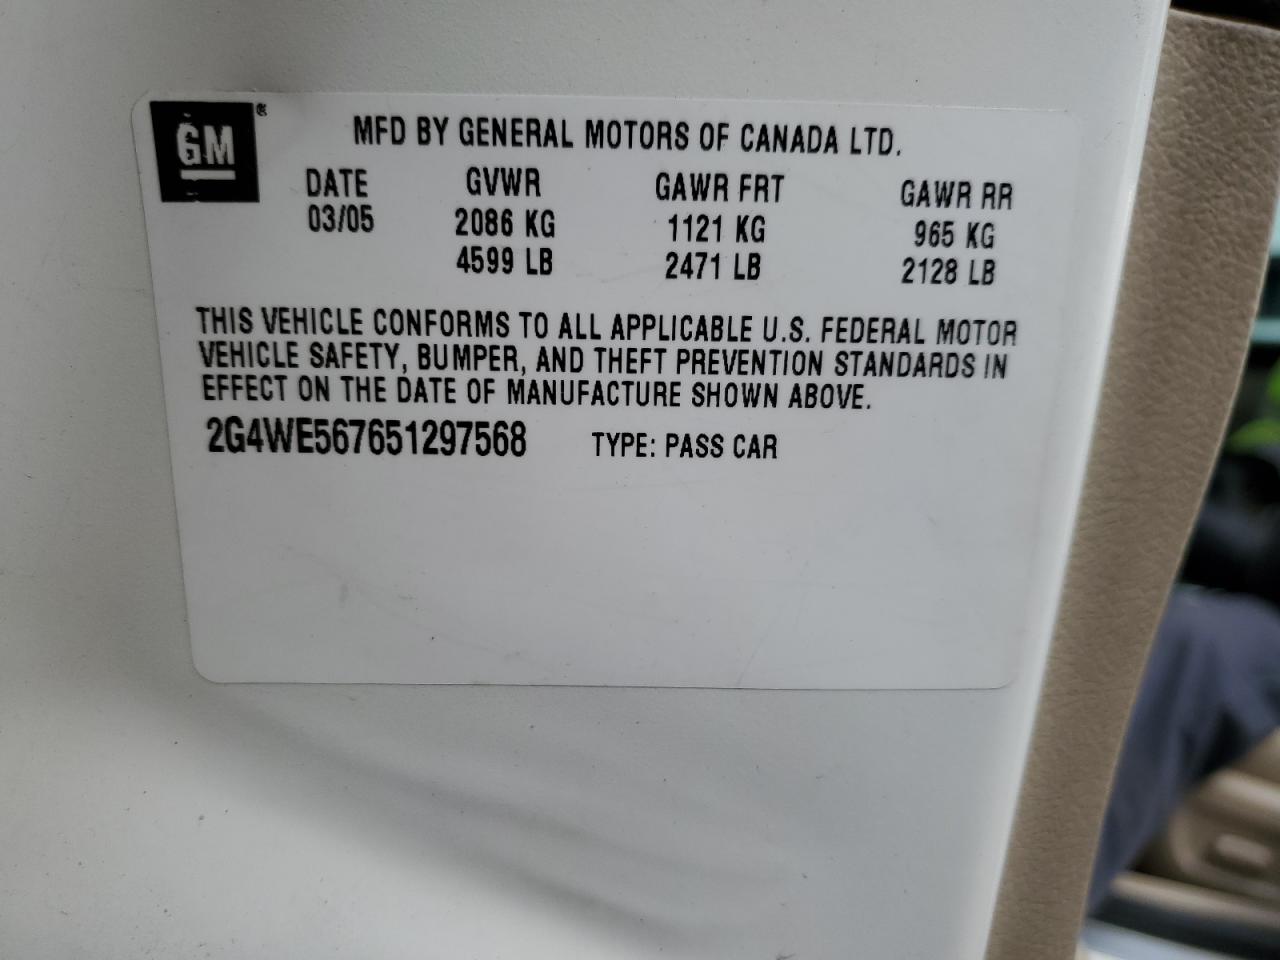 GM®
MFD BY GENERAL MOTORS OF CANADA LTD.
DATE GVWR GAWR FRT GAWR RR
03/05 2086 KG 1121 KG 965 KG
4599 LB 2471 LB 2128 LB
THIS VEHICLE CONFORMS TO ALL APPLICABLE U.S. FEDERAL MOTOR
VEHICLE SAFETY, BUMPER, AND THEFT PREVENTION STANDARDS IN
EFFECT ON THE DATE OF MANUFACTURE SHOWN ABOVE.
2G4WE567651297568 TYPE: PASS CAR